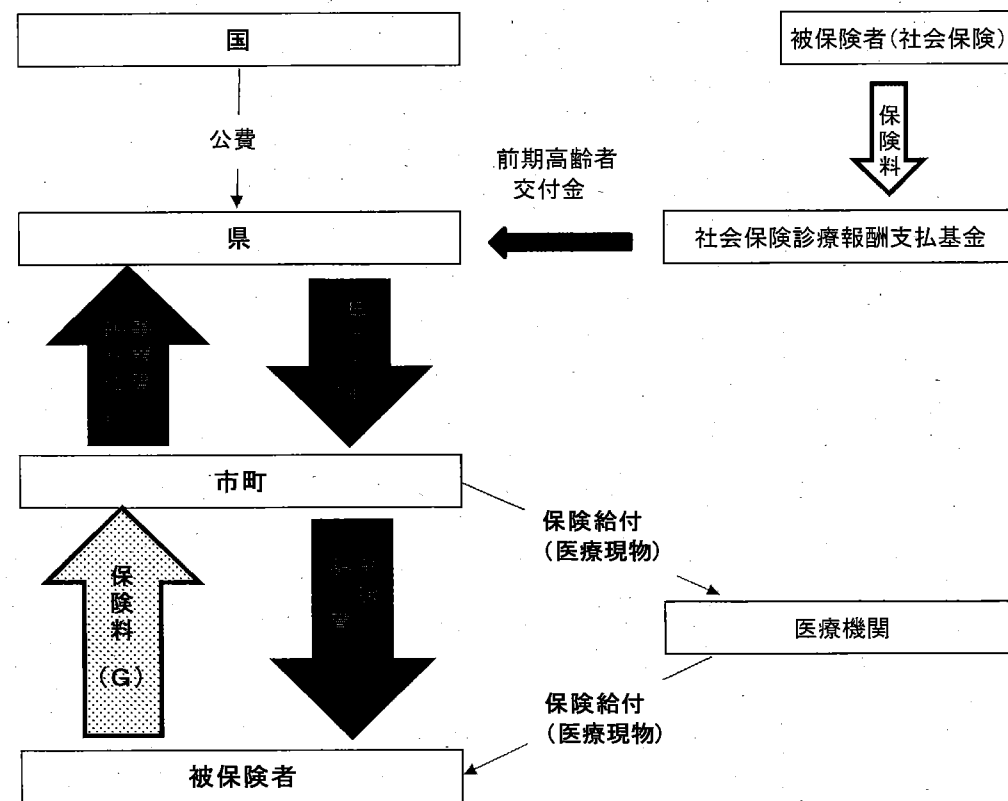 国
被保険者(社会保険)
公費
保険料
前期高齢者
交付金
県
社会保険診療報酬支払基金
市町
保険給付
(医療現物)
保険料(G)
医療機関
保険給付
(医療現物)
被保険者